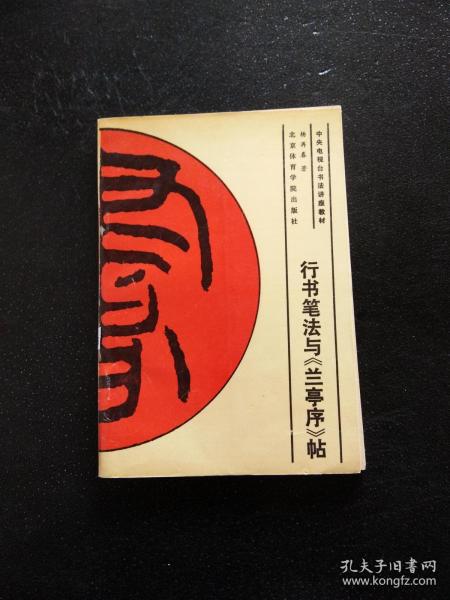 中央电视台书法讲座教材
杨再春 著
北京体育学院出版社
行书笔法与《兰亭序》帖
孔夫子旧书网
www.kongfz.com